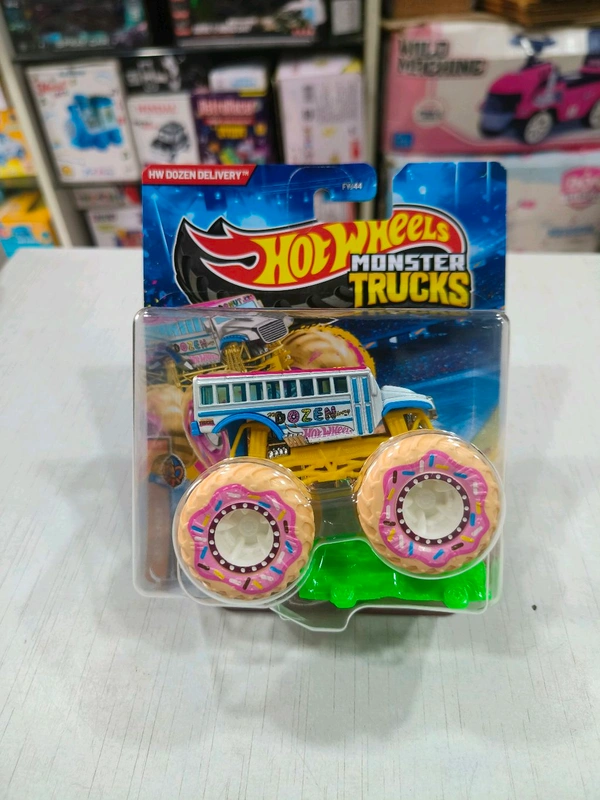 HW DOZEN DELIVERY™
FYJ44
HOT WHEELS
MONSTER
TRUCKS
DOZEN
HOT WHEELS
WILD
MACHINE